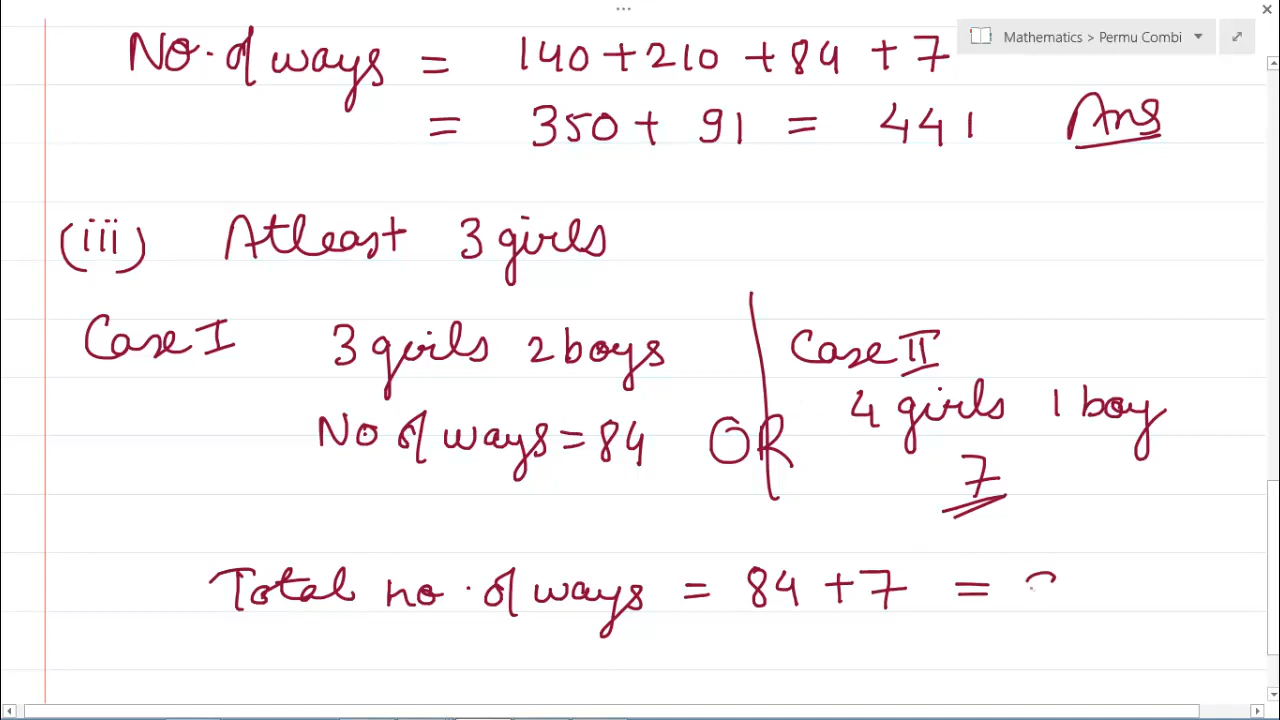 Mathematics > Permu Combi
No. of ways = 140 + 210 + 84 + 7
= 350 + 91 = 441 Ans
(iii) Atleast 3 girls
Case I 3 girls 2 boys
No of ways = 84
OR
Case II
4 girls 1 boy
7
Total no. of ways = 84 + 7 =